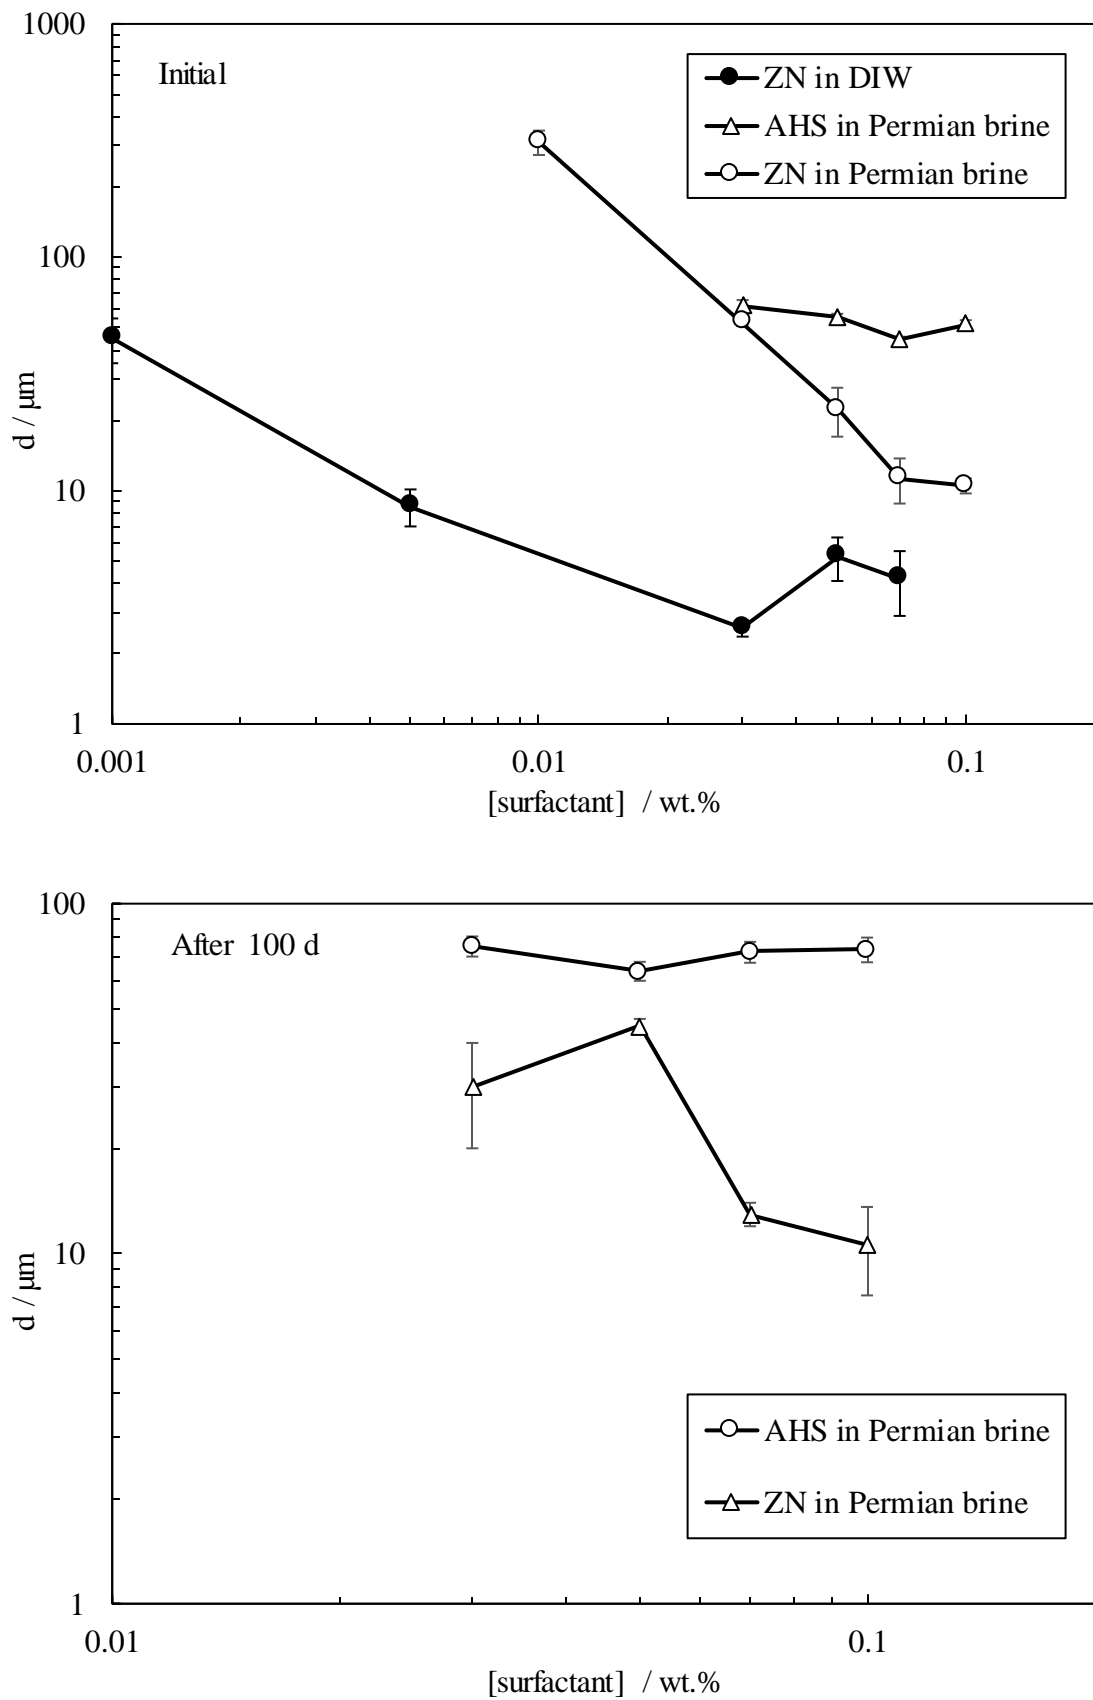 1000
Initial
ZN in DIW
AHS in Permian brine
ZN in Permian brine
100
d / μm
10
1
0.001
0.01
0.1
[surfactant] / wt.%
100
After 100 d
10
d / μm
AHS in Permian brine
ZN in Permian brine
1
0.01
0.1
[surfactant] / wt.%